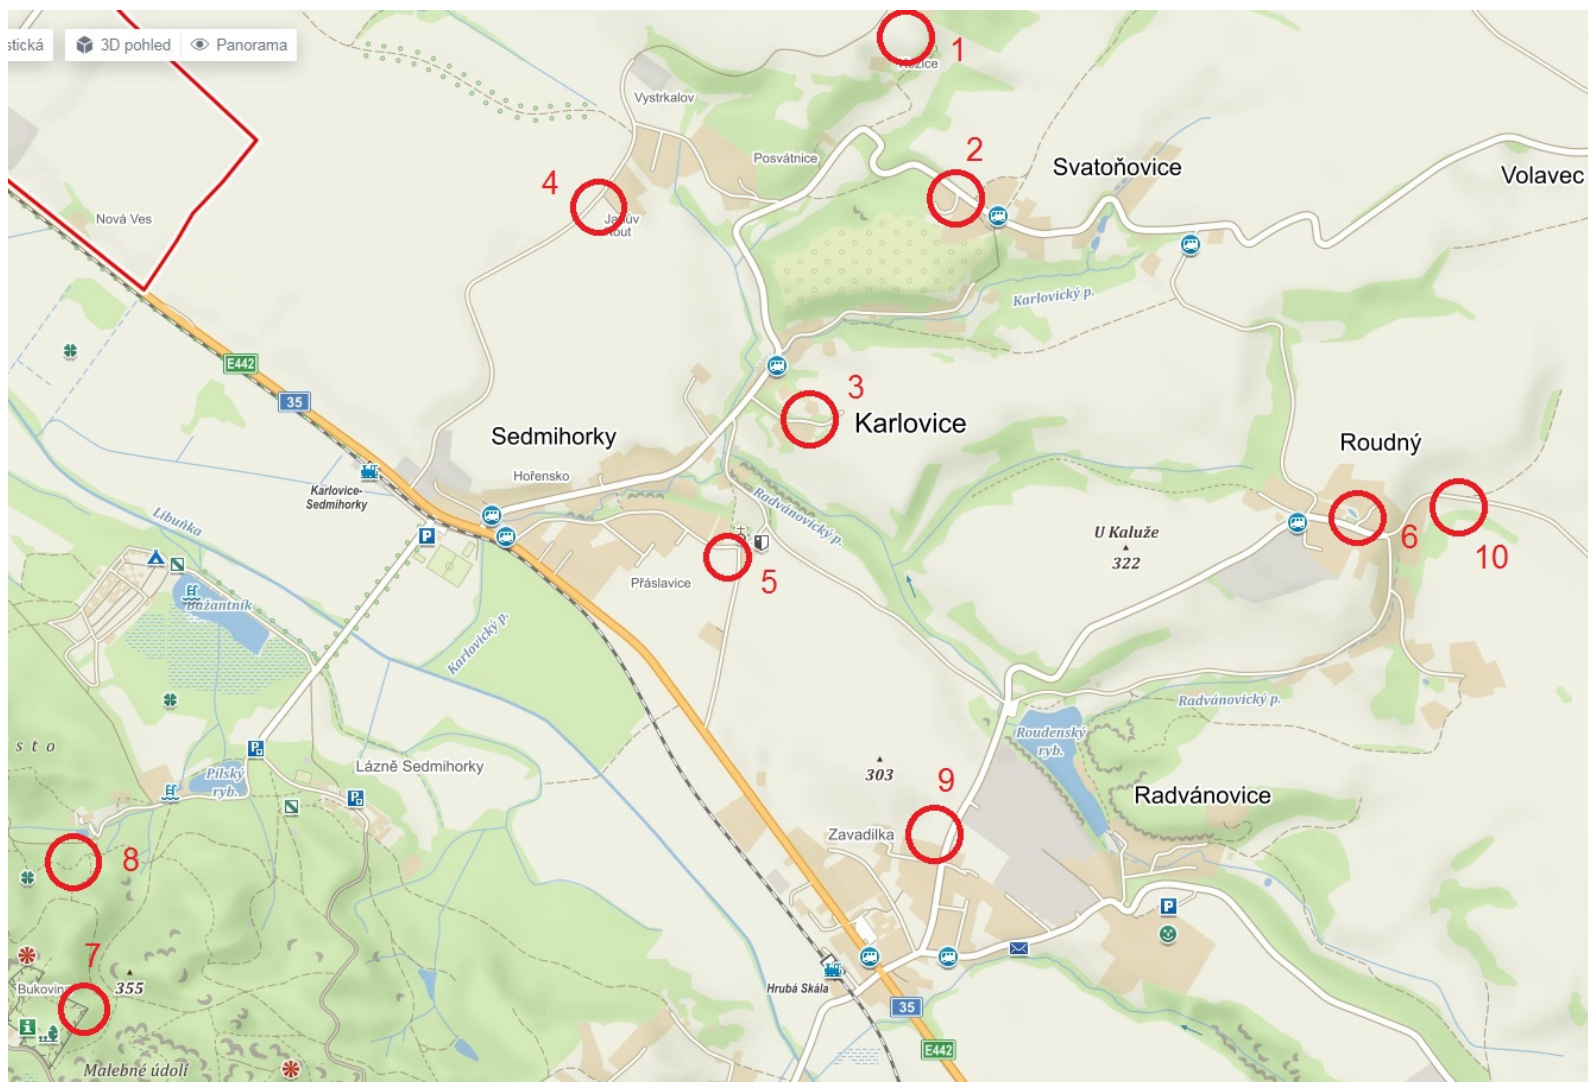 stická
3D pohled
Panorama
1
Vystrkalov
Posvátnice
2
Svatoňovice
Volavec
4
Nová Ves
Karlovický p.
E442
35
3
Karlovice
Sedmihorky
Roudný
Hořensko
Karlovice-
Sedmihorky
Libuňka
Radvánovický p.
U Kaluže
322
6
10
Přáslavice
5
Bažantník
Karlovický p.
Radvánovický p.
Roudenský
ryb.
s t o
Pilský
ryb.
Lázně Sedmihorky
303
9
Radvánovice
Zavadilka
8
7
355
Hrubá Skála
35
E442
Malebné údolí
P
P
P
P